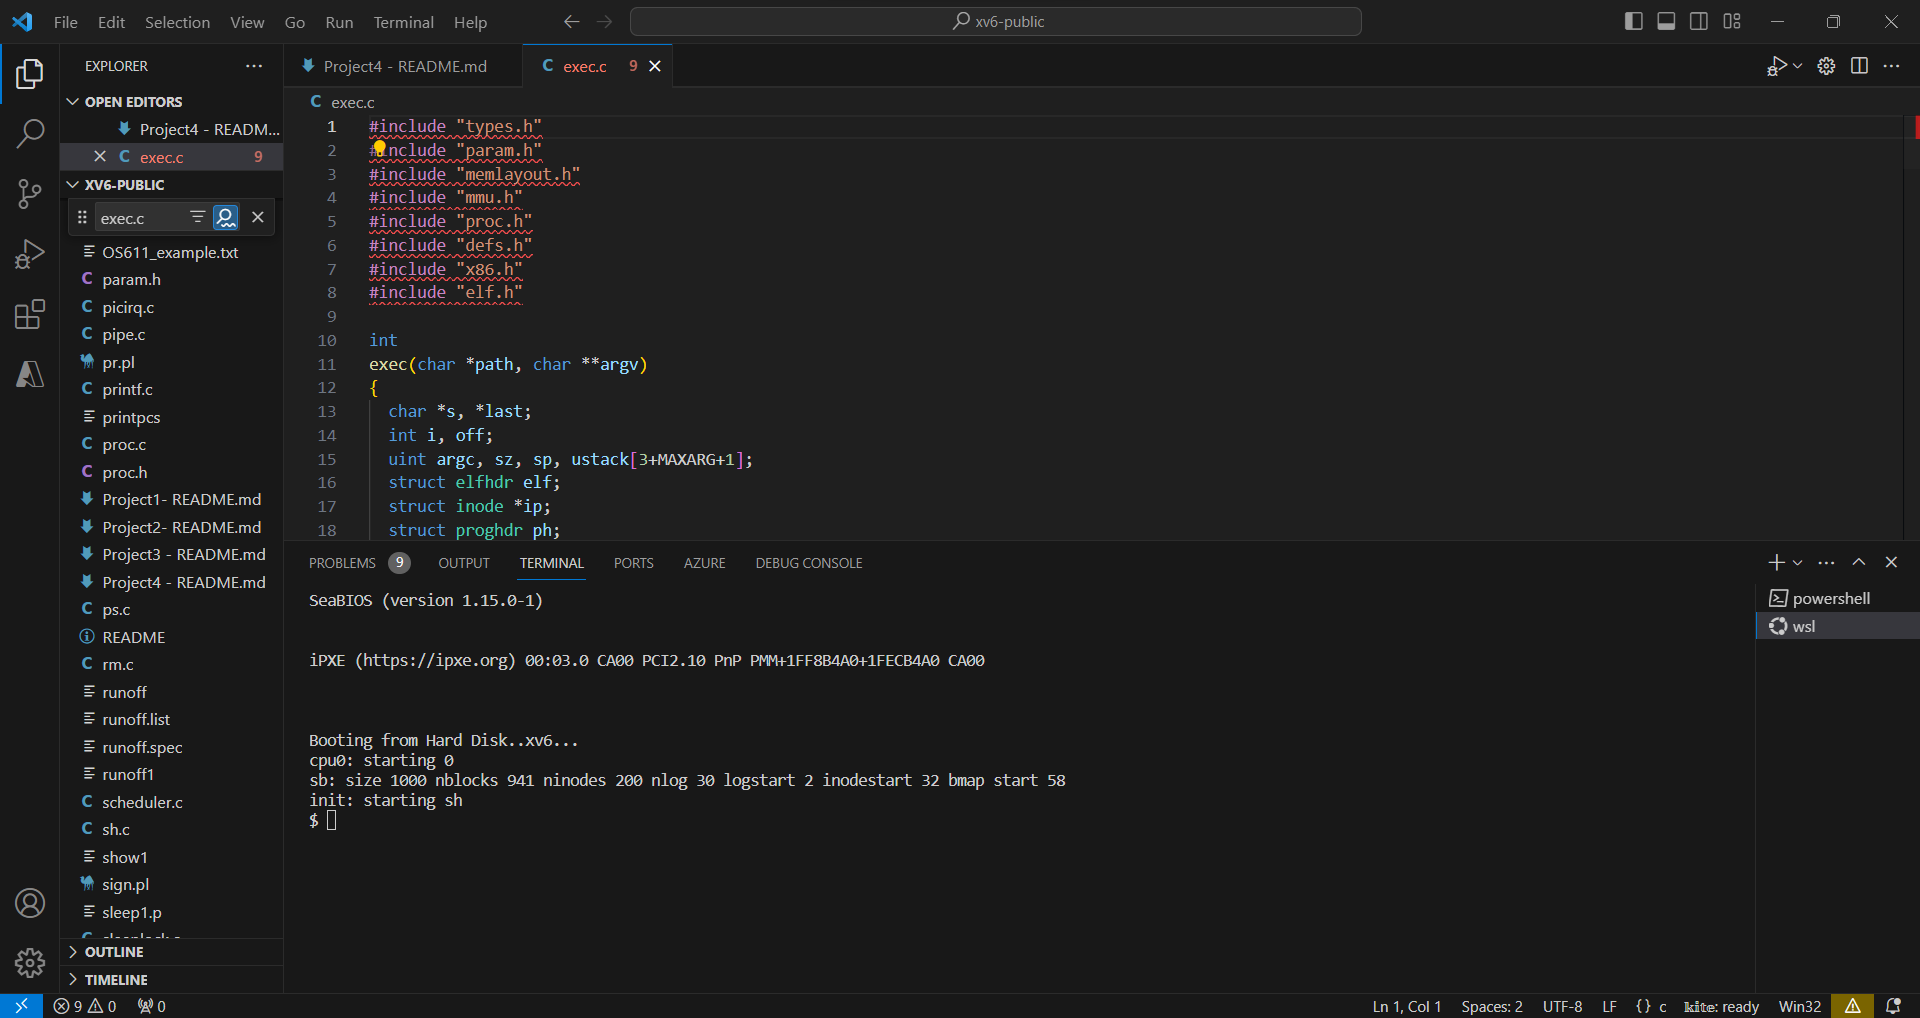 File Edit Selection View Go Run Terminal Help
xv6-public
EXPLORER
OPEN EDITORS
Project4 - READM...
exec.c 9
XV6-PUBLIC
exec.c
OS611_example.txt
param.h
picirq.c
pipe.c
pr.pl
printf.c
printpcs
proc.c
proc.h
Project1- README.md
Project2- README.md
Project3 - README.md
Project4 - README.md
ps.c
README
rm.c
runoff
runoff.list
runoff.spec
runoff1
scheduler.c
sh.c
show1
sign.pl
sleep1.p
OUTLINE
TIMELINE
Project4 - README.md
C exec.c 9
C exec.c
1 #include "types.h"
2 #include "param.h"
3 #include "memlayout.h"
4 #include "mmu.h"
5 #include "proc.h"
6 #include "defs.h"
7 #include "x86.h"
8 #include "elf.h"
9
10 int
11 exec(char *path, char **argv)
12 {
13 char *s, *last;
14 int i, off;
15 uint argc, sz, sp, ustack[3+MAXARG+1];
16 struct elfhdr elf;
17 struct inode *ip;
18 struct proghdr ph;
PROBLEMS 9 OUTPUT TERMINAL PORTS AZURE DEBUG CONSOLE
SeaBIOS (version 1.15.0-1)
iPXE (https://ipxe.org) 00:03.0 CA00 PCI2.10 PnP PMM+1FF8B4A0+1FECB4A0 CA00
Booting from Hard Disk..xv6...
cpu0: starting 0
sb: size 1000 nblocks 941 ninodes 200 nlog 30 logstart 2 inodestart 32 bmap start 58
init: starting sh
$
powershell
wsl
9 0 0
Ln 1, Col 1 Spaces: 2 UTF-8 LF {} c kite: ready Win32